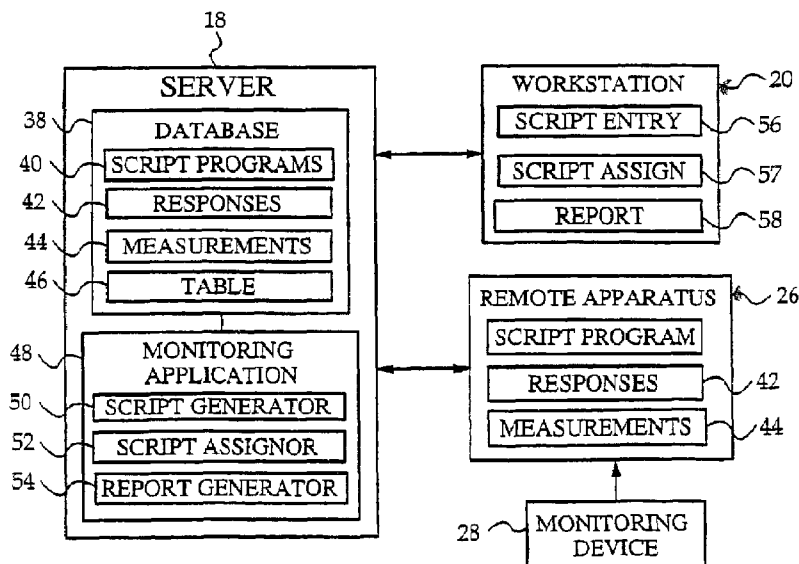 18
SERVER
38
DATABASE
40
SCRIPT PROGRAMS
42
RESPONSES
44
MEASUREMENTS
46
TABLE
48
MONITORING
APPLICATION
50
SCRIPT GENERATOR
52
SCRIPT ASSIGNOR
54
REPORT GENERATOR
WORKSTATION
20
SCRIPT ENTRY
56
SCRIPT ASSIGN
57
REPORT
58
REMOTE APPARATUS
26
SCRIPT PROGRAM
RESPONSES
42
MEASUREMENTS
44
28
MONITORING
DEVICE